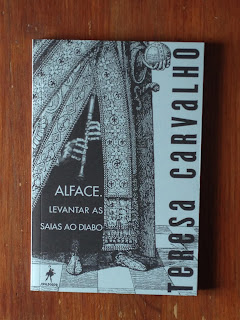 TERESA CARVALHO
ALFACE.
LEVANTAR AS
SAIAS AO DIABO